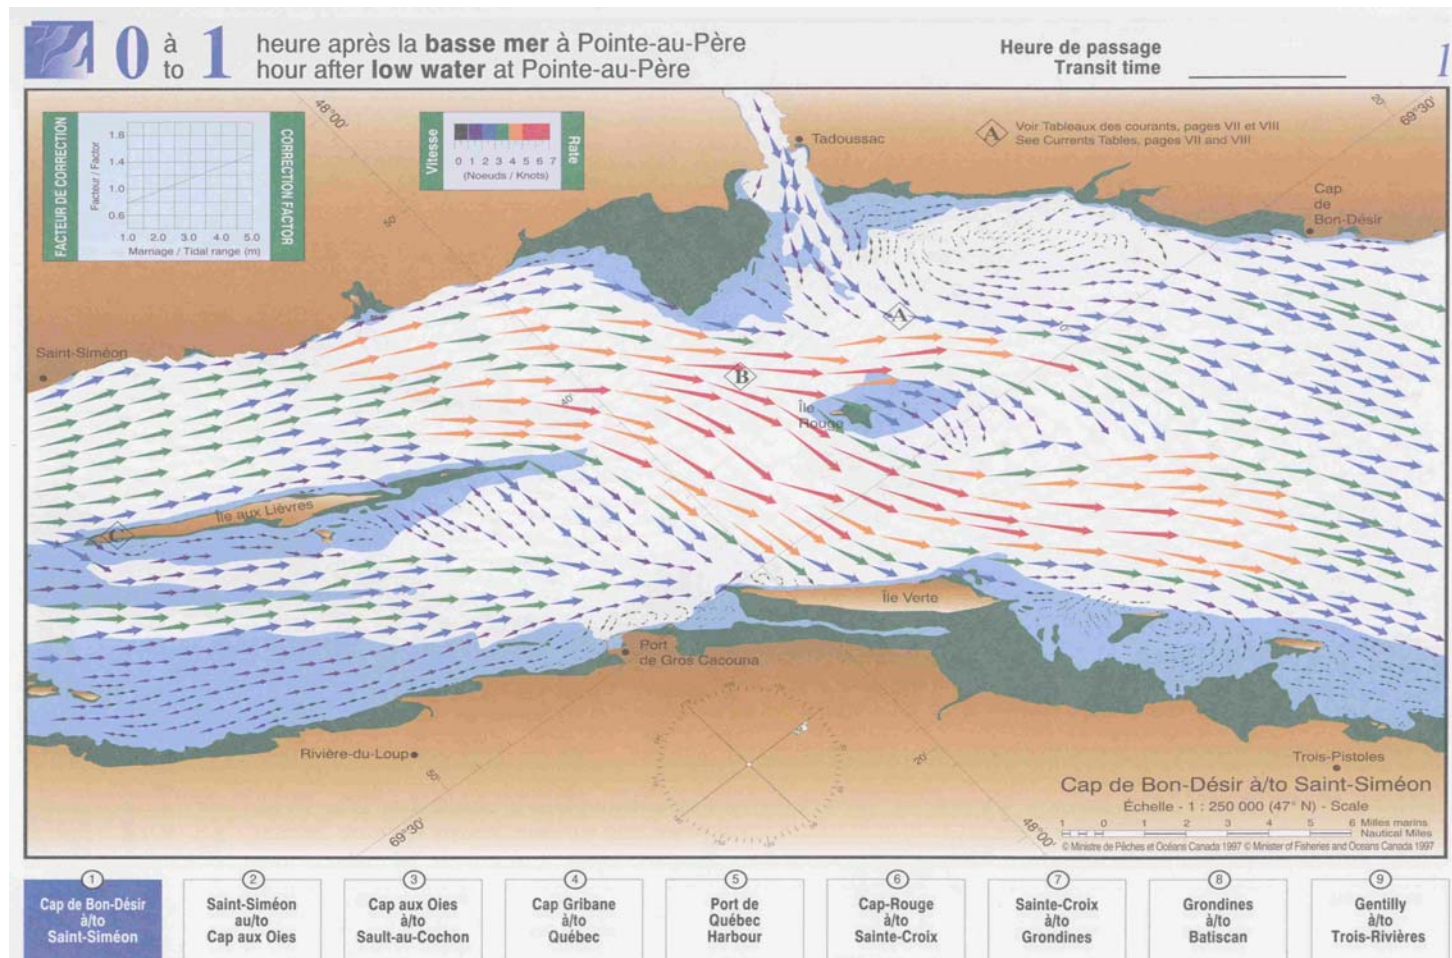 0 à 1 heure après la basse mer à Pointe-au-Père
to hour after low water at Pointe-au-Père
Heure de passage
Transit time
1
FACTEUR DE CORRECTION
Facteur / Factor
1.8
1.4
1.0
0.6
1.0 2.0 3.0 4.0 5.0
Marnage / Tidal range (m)
CORRECTION FACTOR
48°00'
Vitesse
0 1 2 3 4 5 6 7
(Noeuds / Knots)
Rate
Tadoussac
A
Voir Tableaux des courants, pages VII et VIII
See Currents Tables, pages VII and VIII
20'
69°30'
Cap
de
Bon-Désir
50'
A
Saint-Siméon
B
40'
Île
Rouge
Île aux Lièvres
C
Île Verte
Port
de Gros Cacouna
Rivière-du-Loup
50'
69°30'
20'
48°00'
Trois-Pistoles
Cap de Bon-Désir à/to Saint-Siméon
Échelle - 1 : 250 000 (47° N) - Scale
1 0 1 2 3 4 5 6 Milles marins
Nautical Miles
© Ministre de Pêches et Océans Canada 1997 © Minister of Fisheries and Oceans Canada 1997
1
Cap de Bon-Désir
à/to
Saint-Siméon
2
Saint-Siméon
au/to
Cap aux Oies
3
Cap aux Oies
à/to
Sault-au-Cochon
4
Cap Gribane
à/to
Québec
5
Port de
Québec
Harbour
6
Cap-Rouge
à/to
Sainte-Croix
7
Sainte-Croix
à/to
Grondines
8
Grondines
à/to
Batiscan
9
Gentilly
à/to
Trois-Rivières